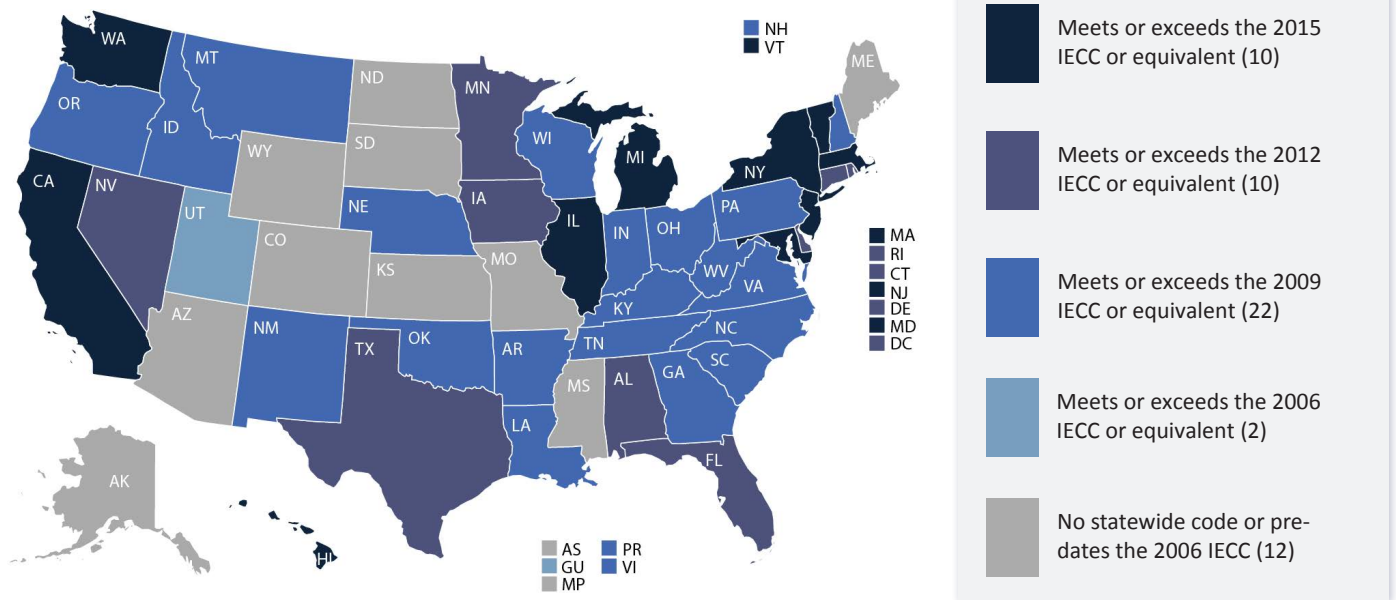 WA
MT
ND
MN
ME
NH
VT
OR
ID
WY
SD
WI
MI
NY
CA
NV
UT
NE
IA
IL
IN
OH
PA
CO
KS
MO
KY
WV
VA
MA
RI
CT
NJ
DE
MD
DC
AZ
NM
OK
TX
AR
TN
NC
SC
MS
AL
GA
LA
FL
AK
HI
AS
GU
MP
PR
VI
Meets or exceeds the 2015
IECC or equivalent (10)
Meets or exceeds the 2012
IECC or equivalent (10)
Meets or exceeds the 2009
IECC or equivalent (22)
Meets or exceeds the 2006
IECC or equivalent (2)
No statewide code or pre-
dates the 2006 IECC (12)